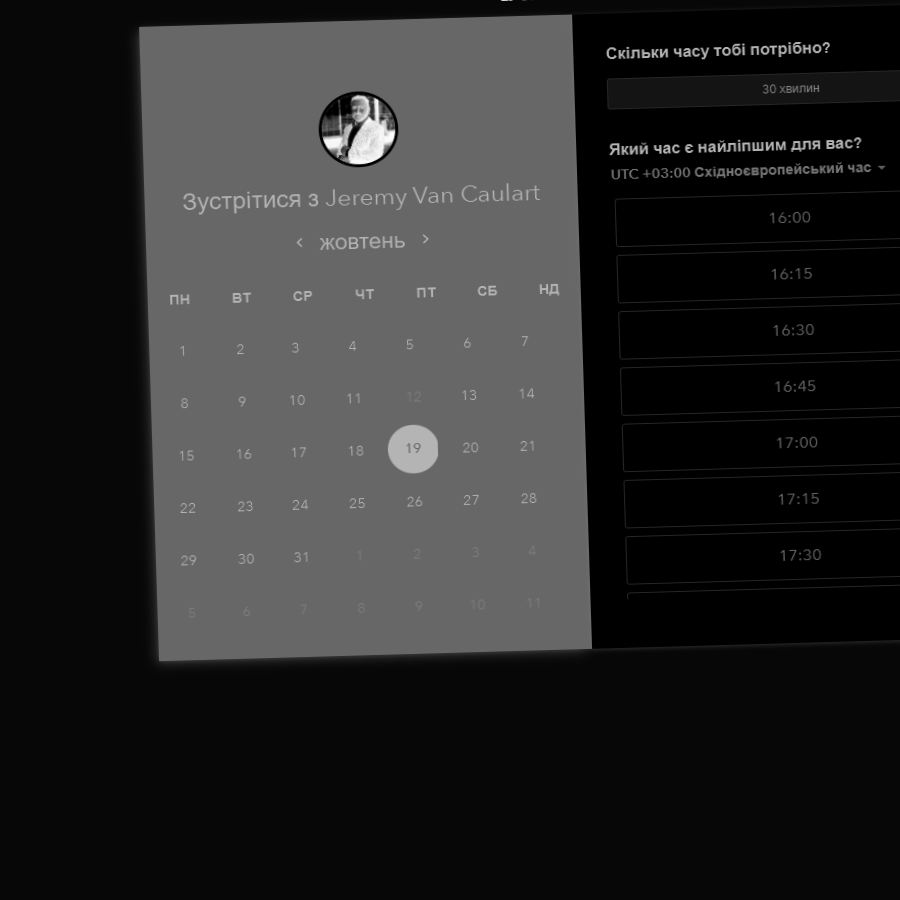 Зустрітися з Jeremy Van Caulart
жовтень
ПН ВТ СР ЧТ ПТ СБ НД
1 2 3 4 5 6 7
8 9 10 11 12 13 14
15 16 17 18 19 20 21
22 23 24 25 26 27 28
29 30 31 1 2 3 4
5 6 7 8 9 10 11
Скільки часу тобі потрібно?
30 хвилин
Який час є найліпшим для вас?
UTC +03:00 Східноєвропейський час
16:00
16:15
16:30
16:45
17:00
17:15
17:30